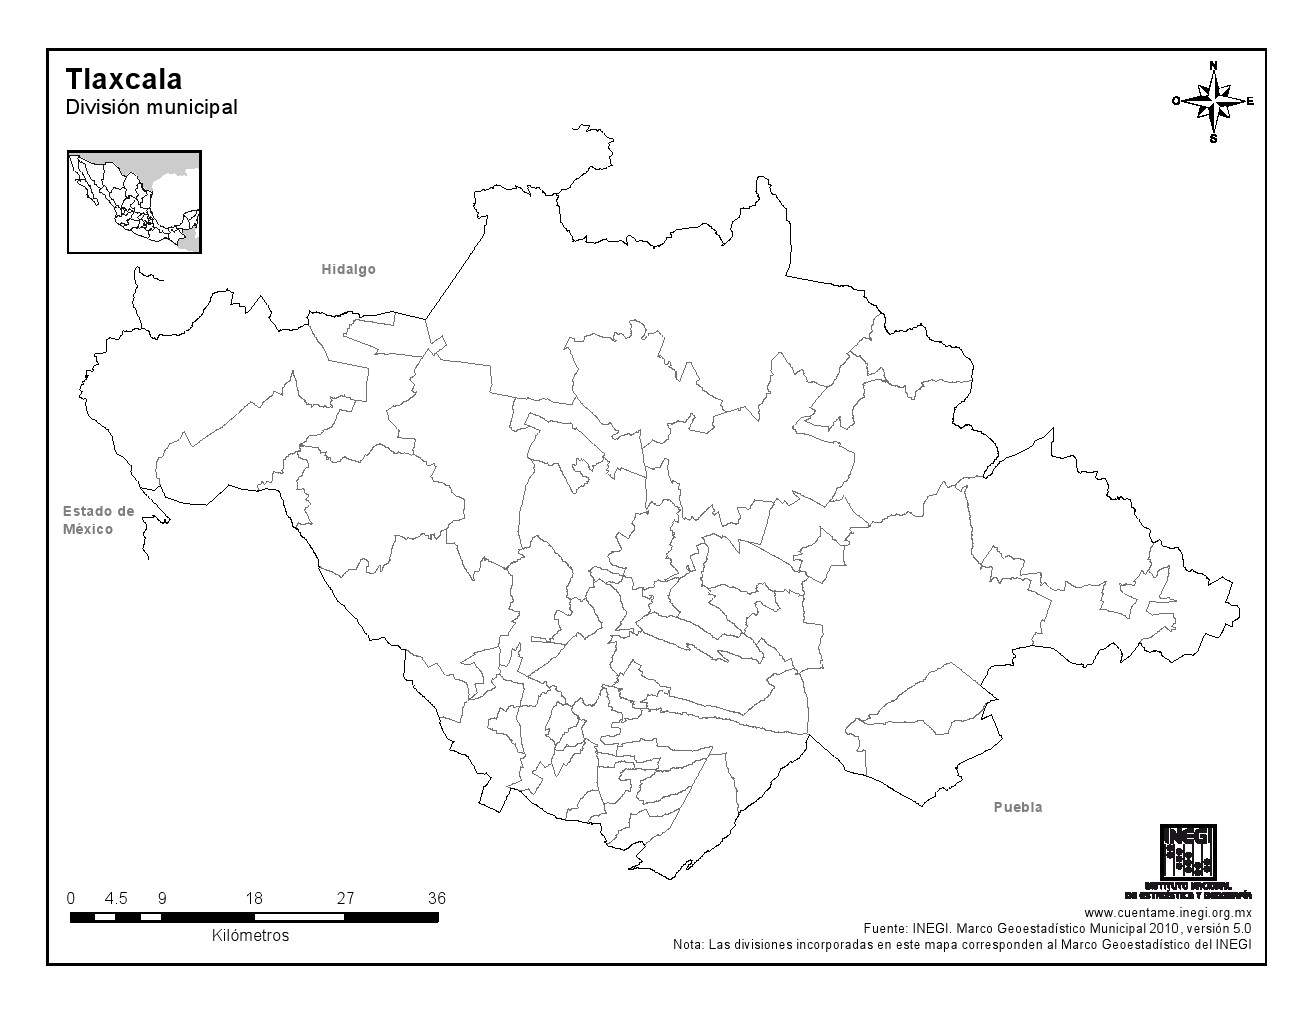 Tlaxcala
División municipal
N
O
E
S
Hidalgo
Estado de
México
Puebla
INEGI
INSTITUTO NACIONAL
DE ESTADÍSTICA Y GEOGRAFÍA
0 4.5 9 18 27 36
Kilómetros
www.cuentame.inegi.org.mx
Fuente: INEGI. Marco Geoestadístico Municipal 2010, versión 5.0
Nota: Las divisiones incorporadas en este mapa corresponden al Marco Geoestadístico del INEGI